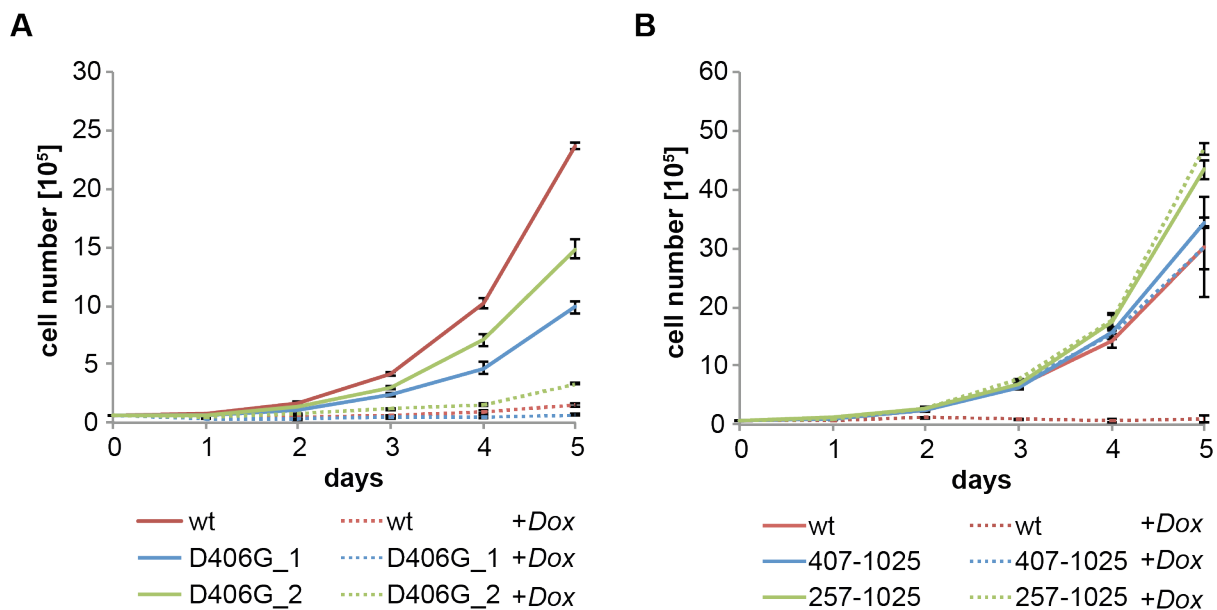 A
B
30
25
20
15
10
5
0
cell number [10⁵]
0 1 2 3 4 5
days
wt wt +Dox
D406G_1 D406G_1 +Dox
D406G_2 D406G_2 +Dox
60
50
40
30
20
10
0
cell number [10⁵]
0 1 2 3 4 5
days
wt wt +Dox
407-1025 407-1025 +Dox
257-1025 257-1025 +Dox